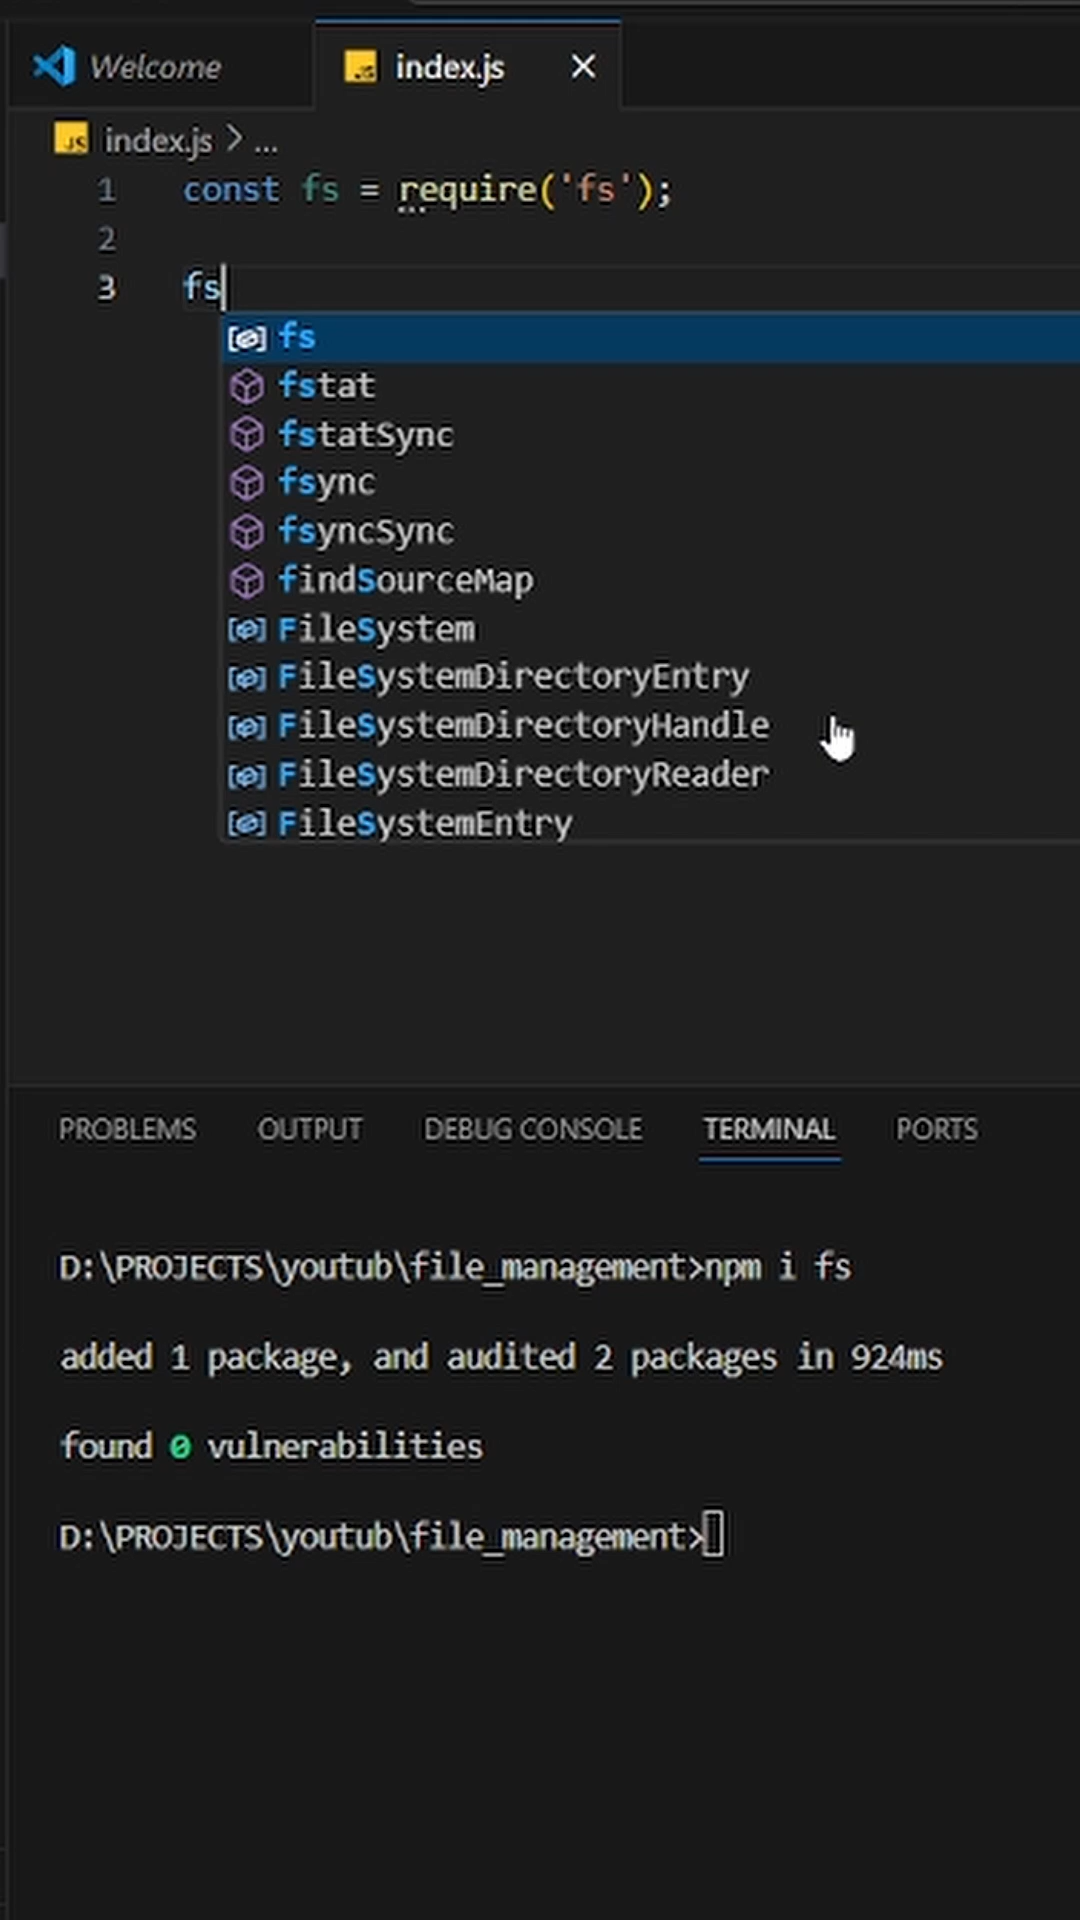 Welcome
index.js
index.js > ...
1 const fs = require('fs');
2
3 fs
fs
fstat
fstatSync
fsync
fsyncSync
findSourceMap
FileSystem
FileSystemDirectoryEntry
FileSystemDirectoryHandle
FileSystemDirectoryReader
FileSystemEntry
PROBLEMS OUTPUT DEBUG CONSOLE TERMINAL PORTS
D:\PROJECTS\youtub\file_management>npm i fs
added 1 package, and audited 2 packages in 924ms
found 0 vulnerabilities
D:\PROJECTS\youtub\file_management>